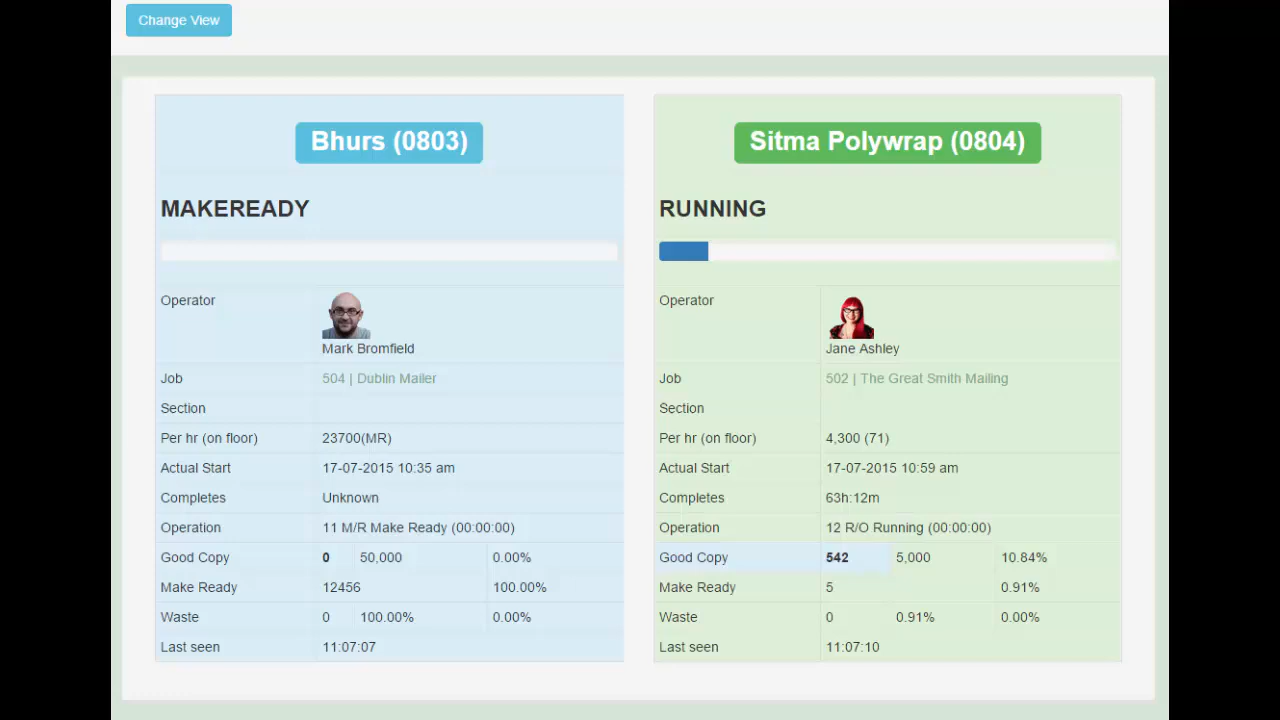 Change View
Bhurs (0803)
MAKEREADY
Operator
Mark Bromfield
Job 504 | Dublin Mailer
Section
Per hr (on floor) 23700(MR)
Actual Start 17-07-2015 10:35 am
Completes Unknown
Operation 11 M/R Make Ready (00:00:00)
Good Copy 0 50,000 0.00%
Make Ready 12456 100.00%
Waste 0 100.00% 0.00%
Last seen 11:07:07
Sitma Polywrap (0804)
RUNNING
Operator
Jane Ashley
Job 502 | The Great Smith Mailing
Section
Per hr (on floor) 4,300 (71)
Actual Start 17-07-2015 10:59 am
Completes 63h:12m
Operation 12 R/O Running (00:00:00)
Good Copy 542 5,000 10.84%
Make Ready 5 0.91%
Waste 0 0.91% 0.00%
Last seen 11:07:10